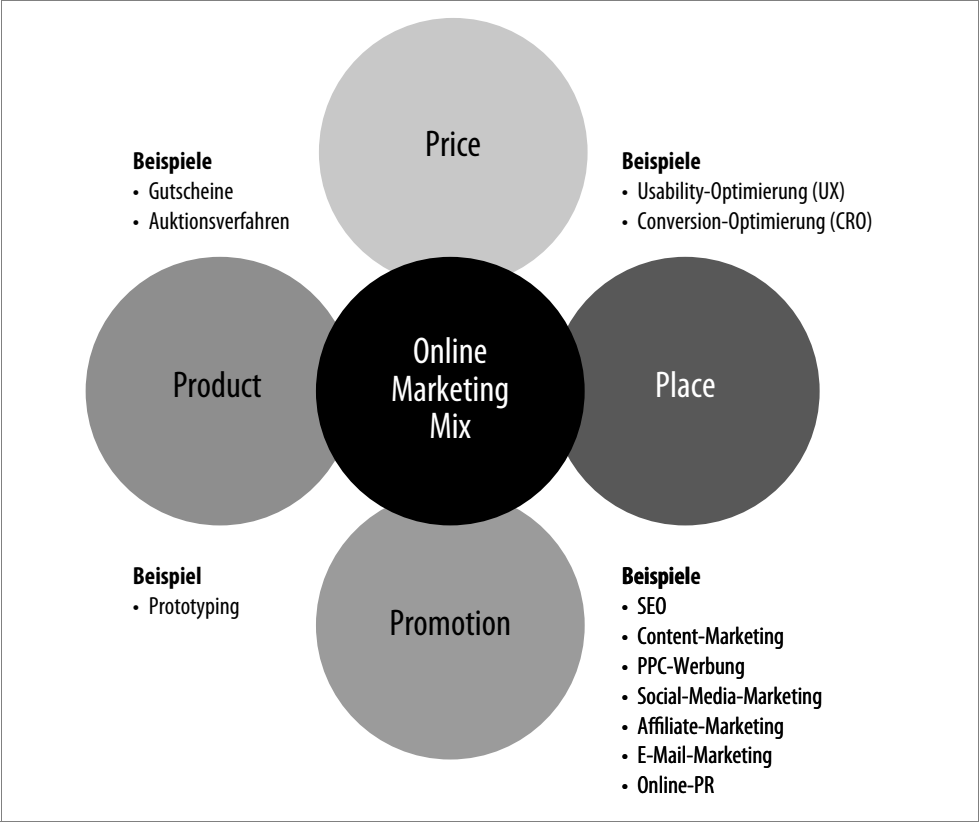 Price
Beispiele
• Gutscheine
• Auktionsverfahren
Beispiele
• Usability-Optimierung (UX)
• Conversion-Optimierung (CRO)
Product
Online
Marketing
Mix
Place
Beispiel
• Prototyping
Promotion
Beispiele
• SEO
• Content-Marketing
• PPC-Werbung
• Social-Media-Marketing
• Affiliate-Marketing
• E-Mail-Marketing
• Online-PR